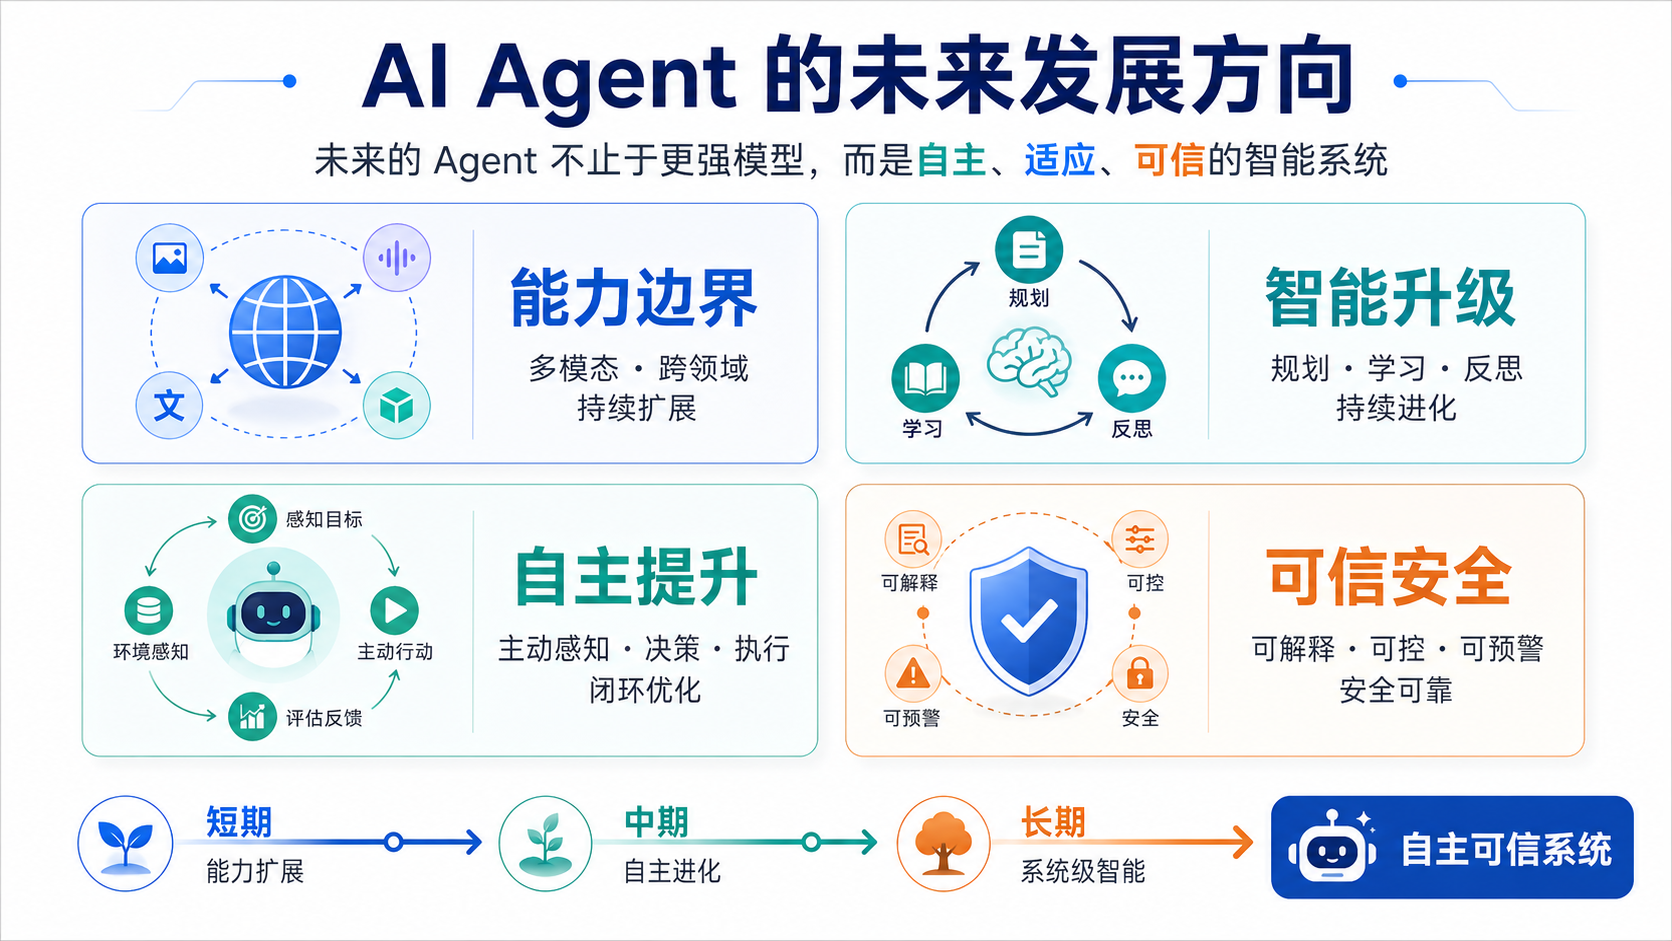 AI Agent 的未来发展方向
未来的 Agent 不止于更强模型，而是自主、适应、可信的智能系统
文
能力边界
多模态 • 跨领域
持续扩展
规划
学习
反思
智能升级
规划 • 学习 • 反思
持续进化
感知目标
环境感知
主动行动
评估反馈
自主提升
主动感知 • 决策 • 执行
闭环优化
可解释
可控
可预警
安全
可信安全
可解释 • 可控 • 可预警
安全可靠
短期
能力扩展
中期
自主进化
长期
系统级智能
自主可信系统